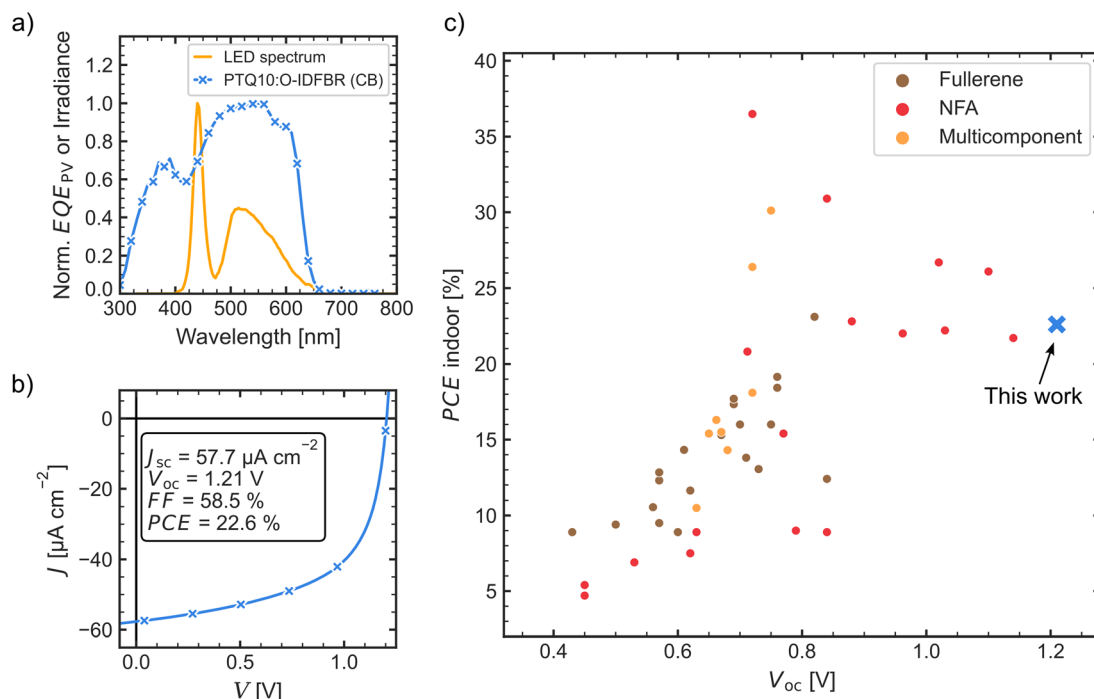 a)
Norm. EQE_PV or Irradiance
1.2
1.0
0.8
0.6
0.4
0.2
0.0
LED spectrum
PTQ10:O-IDFBR (CB)
300 400 500 600 700 800
Wavelength [nm]
b)
J [µA cm⁻²]
0
−20
−40
−60
J_sc = 57.7 µA cm⁻²
V_oc = 1.21 V
FF = 58.5 %
PCE = 22.6 %
0.0 0.5 1.0
V [V]
c)
PCE indoor [%]
40
35
30
25
20
15
10
5
Fullerene
NFA
Multicomponent
This work
0.4 0.6 0.8 1.0 1.2
V_oc [V]